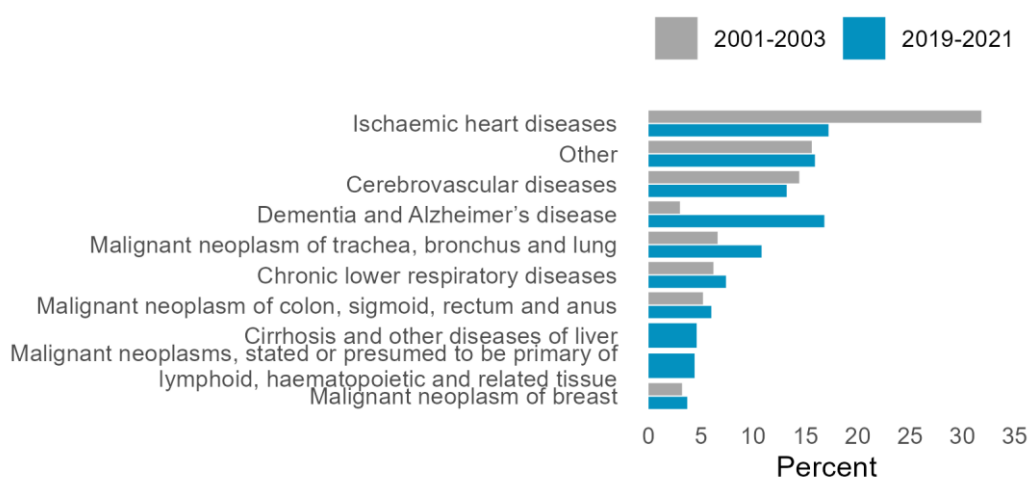 2001-2003 2019-2021
Ischaemic heart diseases
Other
Cerebrovascular diseases
Dementia and Alzheimer’s disease
Malignant neoplasm of trachea, bronchus and lung
Chronic lower respiratory diseases
Malignant neoplasm of colon, sigmoid, rectum and anus
Cirrhosis and other diseases of liver
Malignant neoplasms, stated or presumed to be primary of
lymphoid, haematopoietic and related tissue
Malignant neoplasm of breast
0 5 10 15 20 25 30 35
Percent